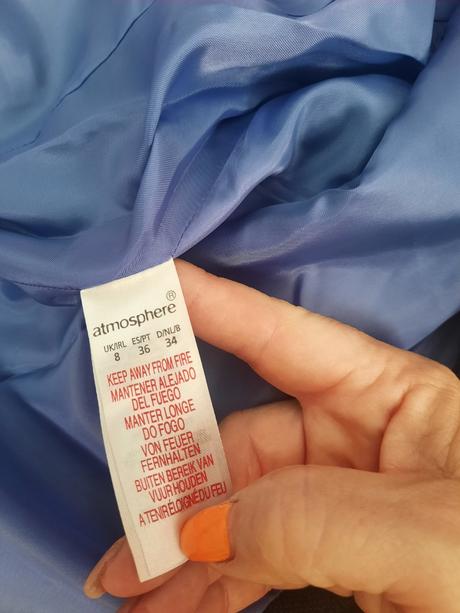 atmosphere®
UK/IRL ES/PT D/NL/B
8 36 34
KEEP AWAY FROM FIRE
MANTENER ALEJADO
DEL FUEGO
MANTER LONGE
DO FOGO
VON FEUER
FERNHALTEN
BUITEN BEREIK VAN
VUUR HOUDEN
A TENIR ÉLOIGNÉ DU FEU